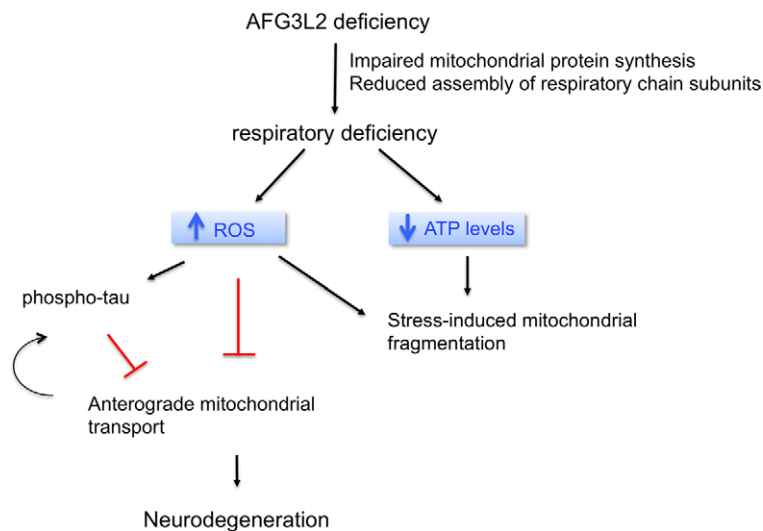 AFG3L2 deficiency
Impaired mitochondrial protein synthesis
Reduced assembly of respiratory chain subunits
respiratory deficiency
ROS
ATP levels
phospho-tau
Stress-induced mitochondrial
fragmentation
Anterograde mitochondrial
transport
Neurodegeneration